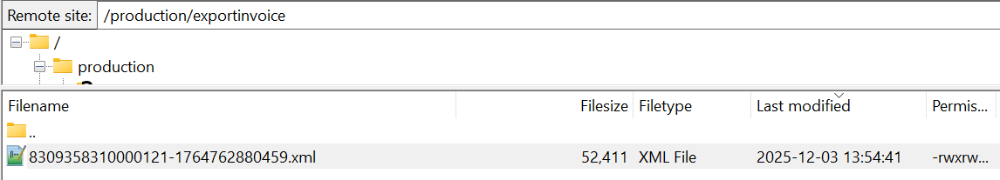 Remote site: /production/exportinvoice
/
production
Filename Filesize Filetype Last modified Permis...
..
8309358310000121-1764762880459.xml 52,411 XML File 2025-12-03 13:54:41 -rwxrw...